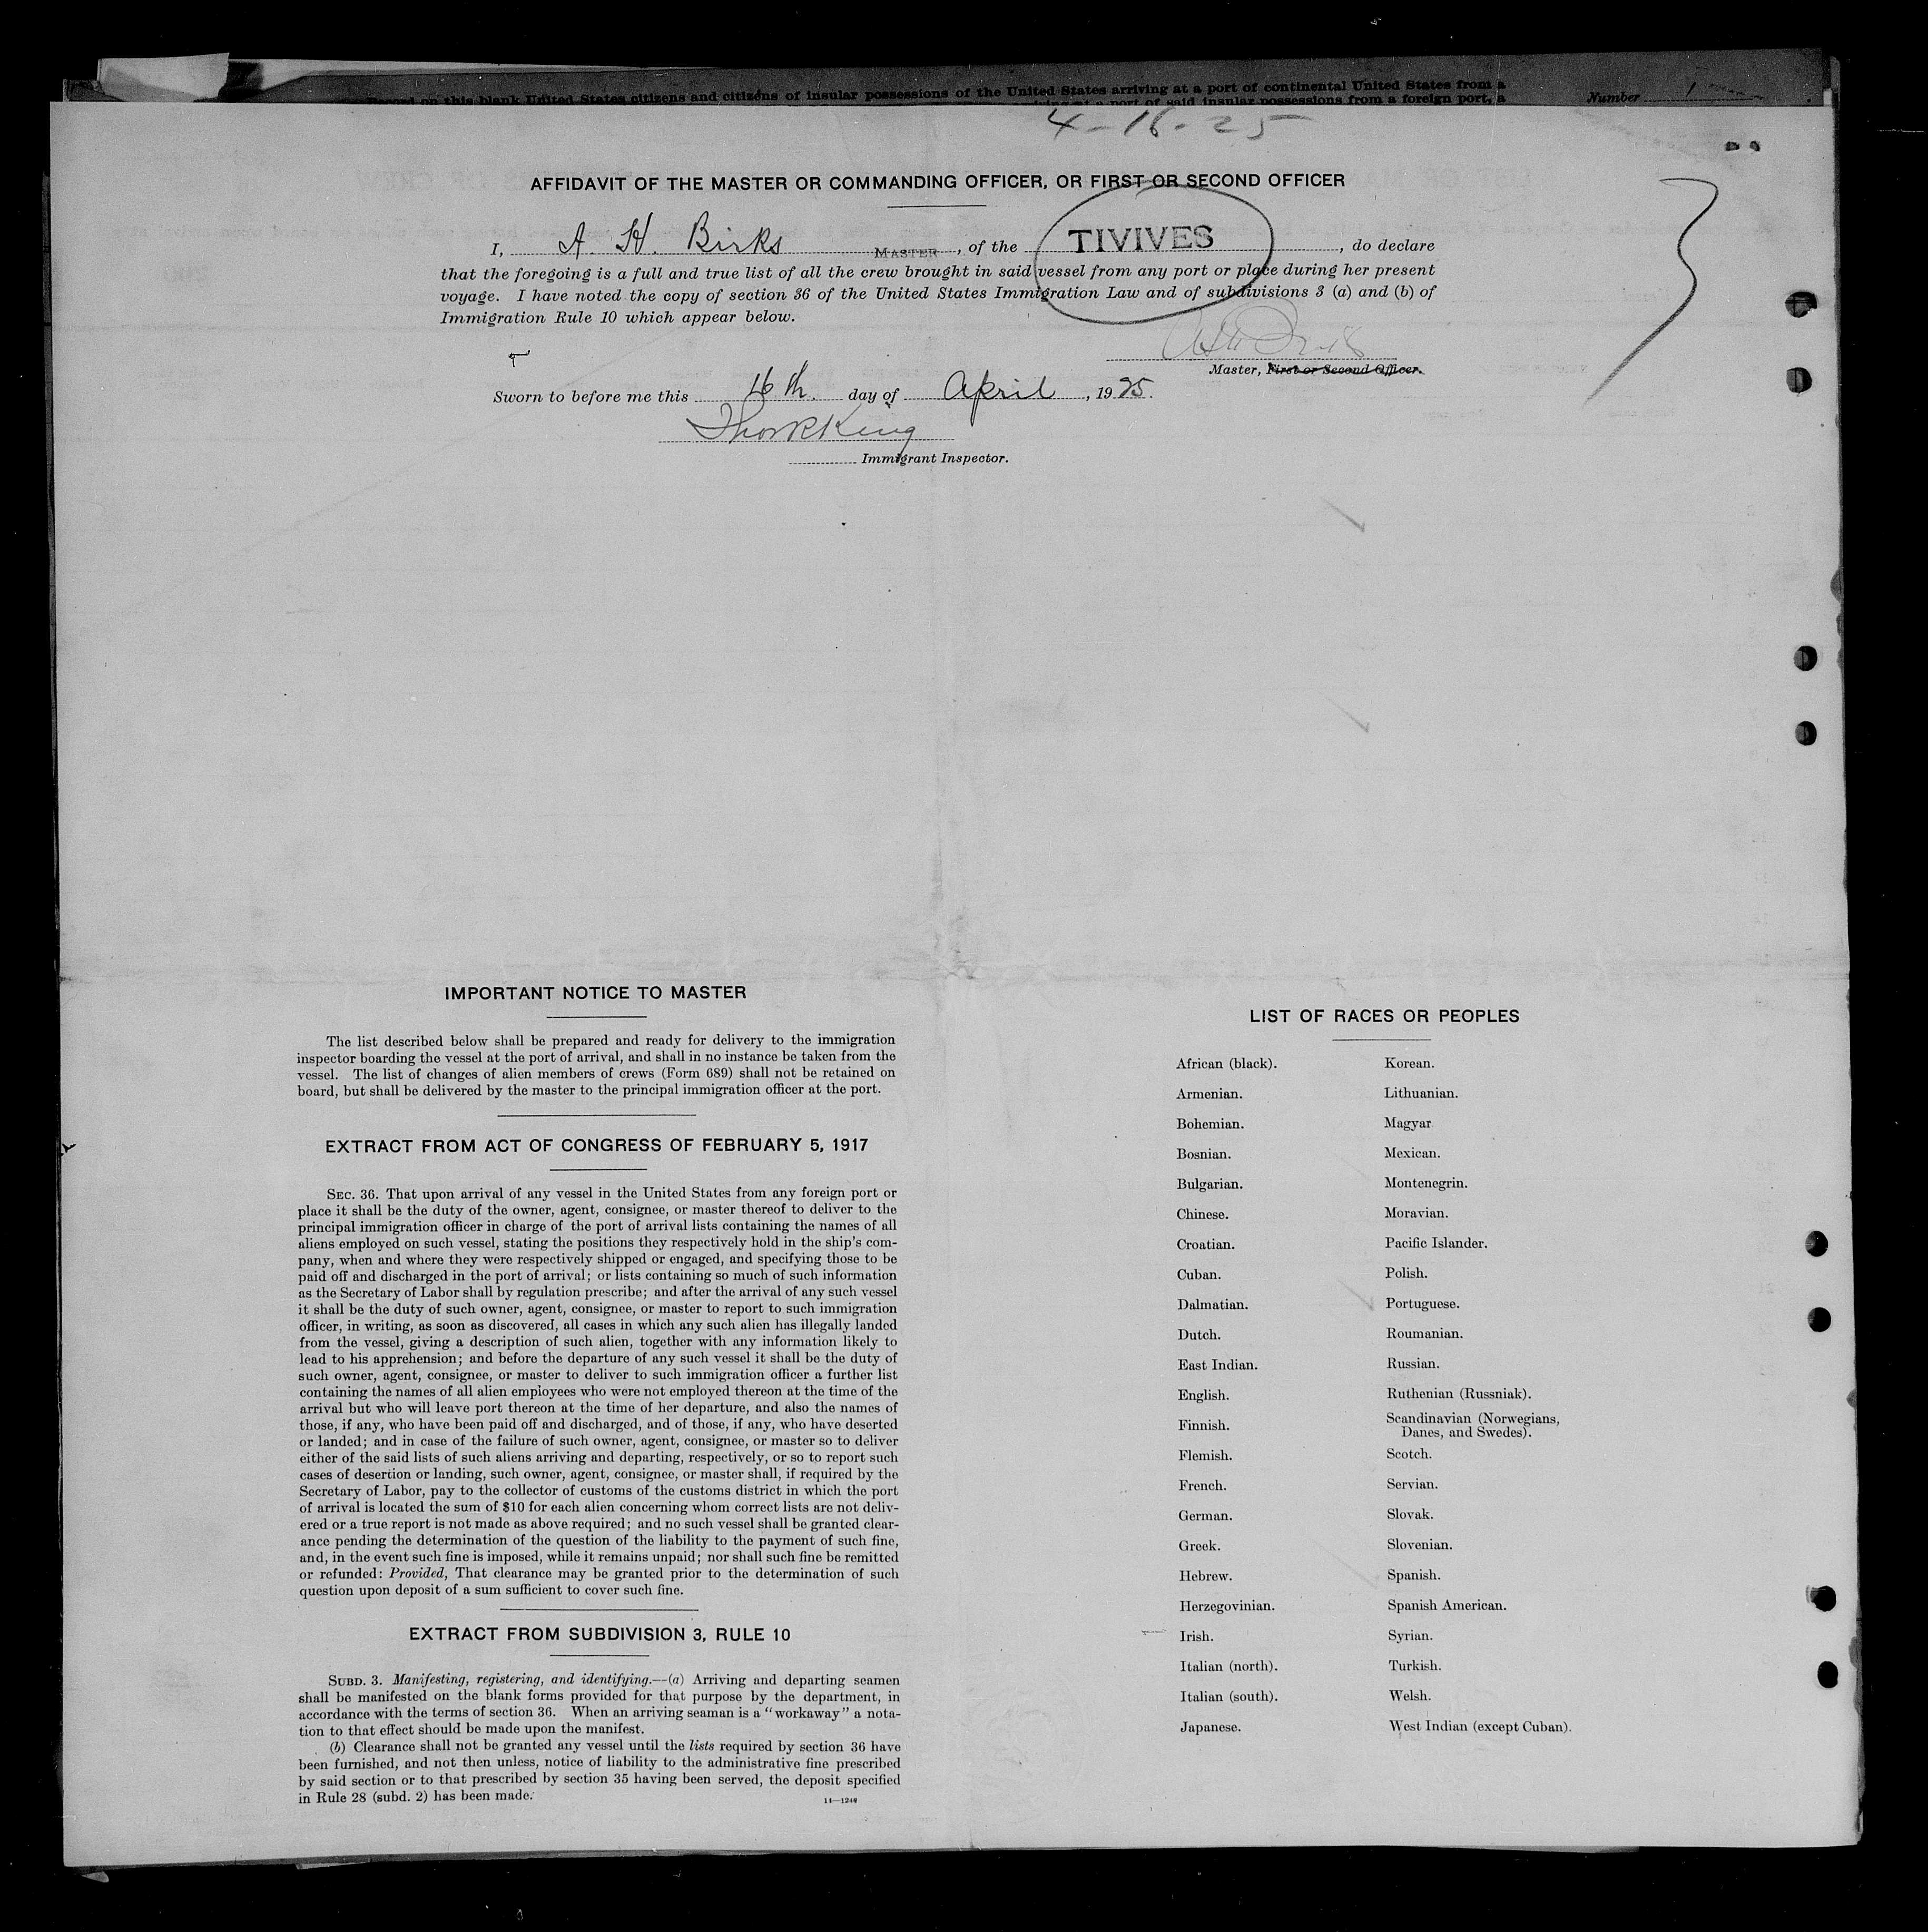 Record on this blank United States citizens and citizens of insular possessions of the United States arriving at a port of continental United States from a
a port of said insular possessions from a foreign port, a
Number 1
4-16-25
AFFIDAVIT OF THE MASTER OR COMMANDING OFFICER, OR FIRST OR SECOND OFFICER
I, A. H. Birks MASTER, of the TIVIVES, do declare
that the foregoing is a full and true list of all the crew brought in said vessel from any port or place during her present
voyage. I have noted the copy of section 36 of the United States Immigration Law and of subdivisions 3 (a) and (b) of
Immigration Rule 10 which appear below.
Master, First or Second Officer.
Sworn to before me this 16th. day of April, 1925.
Immigrant Inspector.
IMPORTANT NOTICE TO MASTER
The list described below shall be prepared and ready for delivery to the immigration
inspector boarding the vessel at the port of arrival, and shall in no instance be taken from the
vessel. The list of changes of alien members of crews (Form 689) shall not be retained on
board, but shall be delivered by the master to the principal immigration officer at the port.
EXTRACT FROM ACT OF CONGRESS OF FEBRUARY 5, 1917
SEC. 36. That upon arrival of any vessel in the United States from any foreign port or
place it shall be the duty of the owner, agent, consignee, or master thereof to deliver to the
principal immigration officer in charge of the port of arrival lists containing the names of all
aliens employed on such vessel, stating the positions they respectively hold in the ship's com-
pany, when and where they were respectively shipped or engaged, and specifying those to be
paid off and discharged in the port of arrival; or lists containing so much of such information
as the Secretary of Labor shall by regulation prescribe; and after the arrival of any such vessel
it shall be the duty of such owner, agent, consignee, or master to report to such immigration
officer, in writing, as soon as discovered, all cases in which any such alien has illegally landed
from the vessel, giving a description of such alien, together with any information likely to
lead to his apprehension; and before the departure of any such vessel it shall be the duty of
such owner, agent, consignee, or master to deliver to such immigration officer a further list
containing the names of all alien employees who were not employed thereon at the time of the
arrival but who will leave port thereon at the time of her departure, and also the names of
those, if any, who have been paid off and discharged, and of those, if any, who have deserted
or landed; and in case of the failure of such owner, agent, consignee, or master so to deliver
either of the said lists of such aliens arriving and departing, respectively, or so to report such
cases of desertion or landing, such owner, agent, consignee, or master shall, if required by the
Secretary of Labor, pay to the collector of customs of the customs district in which the port
of arrival is located the sum of $10 for each alien concerning whom correct lists are not deliv-
ered or a true report is not made as above required; and no such vessel shall be granted clear-
ance pending the determination of the question of the liability to the payment of such fine,
and, in the event such fine is imposed, while it remains unpaid; nor shall such fine be remitted
or refunded: Provided, That clearance may be granted prior to the determination of such
question upon deposit of a sum sufficient to cover such fine.
EXTRACT FROM SUBDIVISION 3, RULE 10
SUBD. 3. Manifesting, registering, and identifying.—(a) Arriving and departing seamen
shall be manifested on the blank forms provided for that purpose by the department, in
accordance with the terms of section 36. When an arriving seaman is a "workaway" a nota-
tion to that effect should be made upon the manifest.
(b) Clearance shall not be granted any vessel until the lists required by section 36 have
been furnished, and not then unless, notice of liability to the administrative fine prescribed
by said section or to that prescribed by section 35 having been served, the deposit specified
in Rule 28 (subd. 2) has been made.
14—1240
LIST OF RACES OR PEOPLES
African (black).
Armenian.
Bohemian.
Bosnian.
Bulgarian.
Chinese.
Croatian.
Cuban.
Dalmatian.
Dutch.
East Indian.
English.
Finnish.
Flemish.
French.
German.
Greek.
Hebrew.
Herzegovinian.
Irish.
Italian (north).
Italian (south).
Japanese.
Korean.
Lithuanian.
Magyar
Mexican.
Montenegrin.
Moravian.
Pacific Islander.
Polish.
Portuguese.
Roumanian.
Russian.
Ruthenian (Russniak).
Scandinavian (Norwegians,
Danes, and Swedes).
Scotch.
Servian.
Slovak.
Slovenian.
Spanish.
Spanish American.
Syrian.
Turkish.
Welsh.
West Indian (except Cuban).